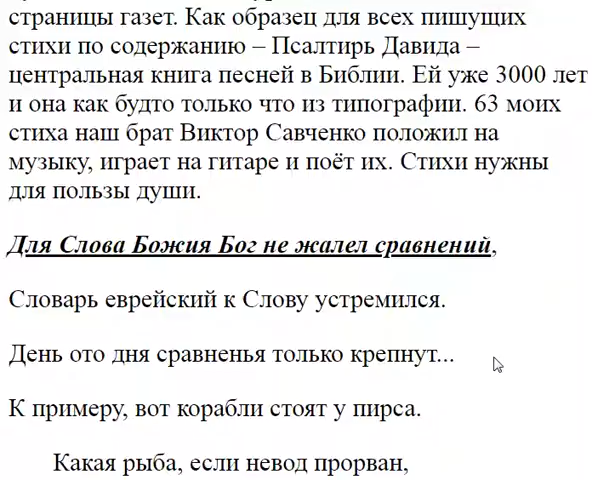 страницы газет. Как образец для всех пишущих
стихи по содержанию – Псалтирь Давида –
центральная книга песней в Библии. Ей уже 3000 лет
и она как будто только что из типографии. 63 моих
стиха наш брат Виктор Савченко положил на
музыку, играет на гитаре и поёт их. Стихи нужны
для пользы души.
Для Слова Божия Бог не жалел сравнений,
Словарь еврейский к Слову устремился.
День ото дня сравненья только крепнут...
К примеру, вот корабли стоят у пирса.
Какая рыба, если невод прорван,